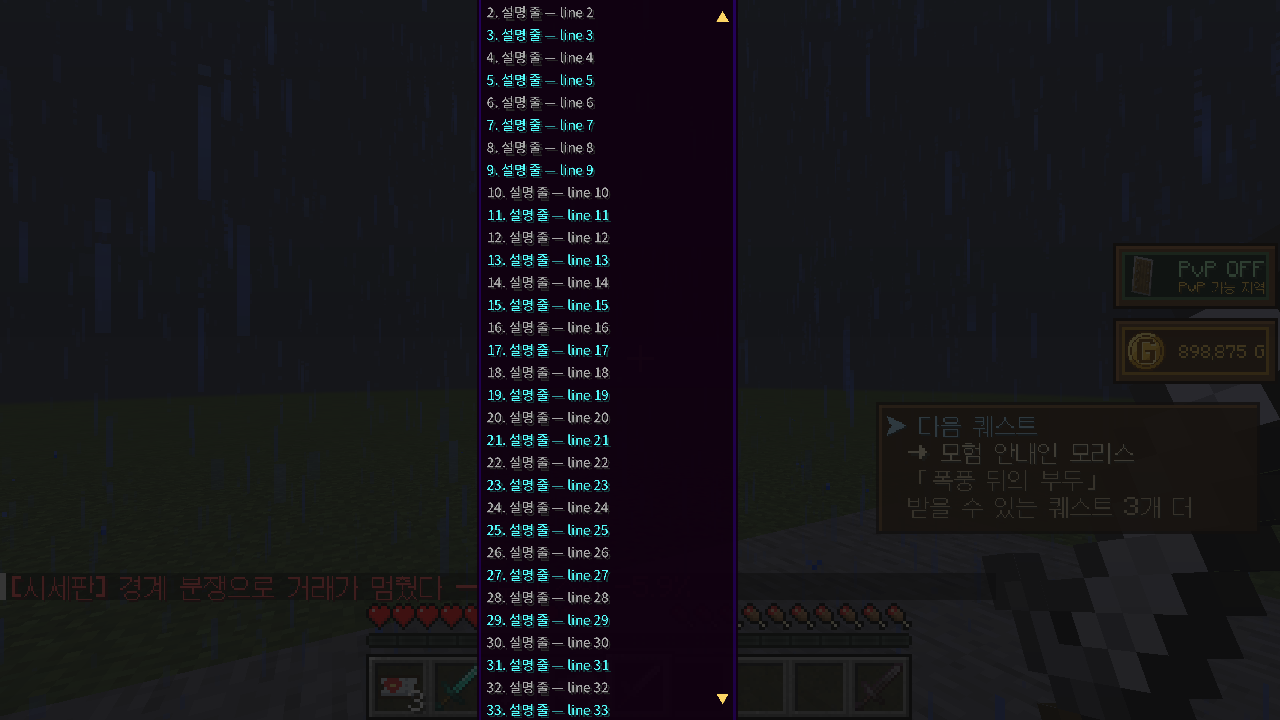 2. 설명 줄 — line 2
3. 설명 줄 — line 3
4. 설명 줄 — line 4
5. 설명 줄 — line 5
6. 설명 줄 — line 6
7. 설명 줄 — line 7
8. 설명 줄 — line 8
9. 설명 줄 — line 9
10. 설명 줄 — line 10
11. 설명 줄 — line 11
12. 설명 줄 — line 12
13. 설명 줄 — line 13
14. 설명 줄 — line 14
15. 설명 줄 — line 15
16. 설명 줄 — line 16
17. 설명 줄 — line 17
18. 설명 줄 — line 18
19. 설명 줄 — line 19
20. 설명 줄 — line 20
21. 설명 줄 — line 21
22. 설명 줄 — line 22
23. 설명 줄 — line 23
24. 설명 줄 — line 24
25. 설명 줄 — line 25
26. 설명 줄 — line 26
27. 설명 줄 — line 27
28. 설명 줄 — line 28
29. 설명 줄 — line 29
30. 설명 줄 — line 30
31. 설명 줄 — line 31
32. 설명 줄 — line 32
33. 설명 줄 — line 33
PvP OFF
PvP 가능 지역
898,875 G
➤ 다음 퀘스트
→ 모험 안내인 모리스
「폭풍 뒤의 부두」
받을 수 있는 퀘스트 3개 더
[시세판] 경계 분쟁으로 거래가 멈췄다 —
3